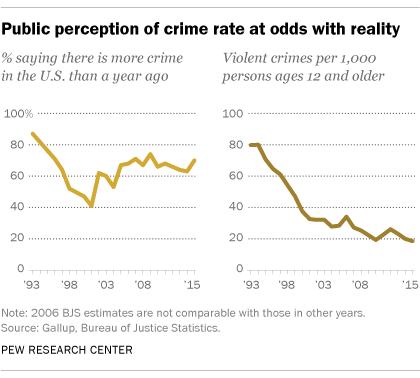 Public perception of crime rate at odds with reality
% saying there is more crime
in the U.S. than a year ago
100%
80
60
40
20
0
'93 '98 '03 '08 '15
Violent crimes per 1,000
persons ages 12 and older
100
80
60
40
20
0
'93 '98 '03 '08 '15
Note: 2006 BJS estimates are not comparable with those in other years.
Source: Gallup, Bureau of Justice Statistics.
PEW RESEARCH CENTER